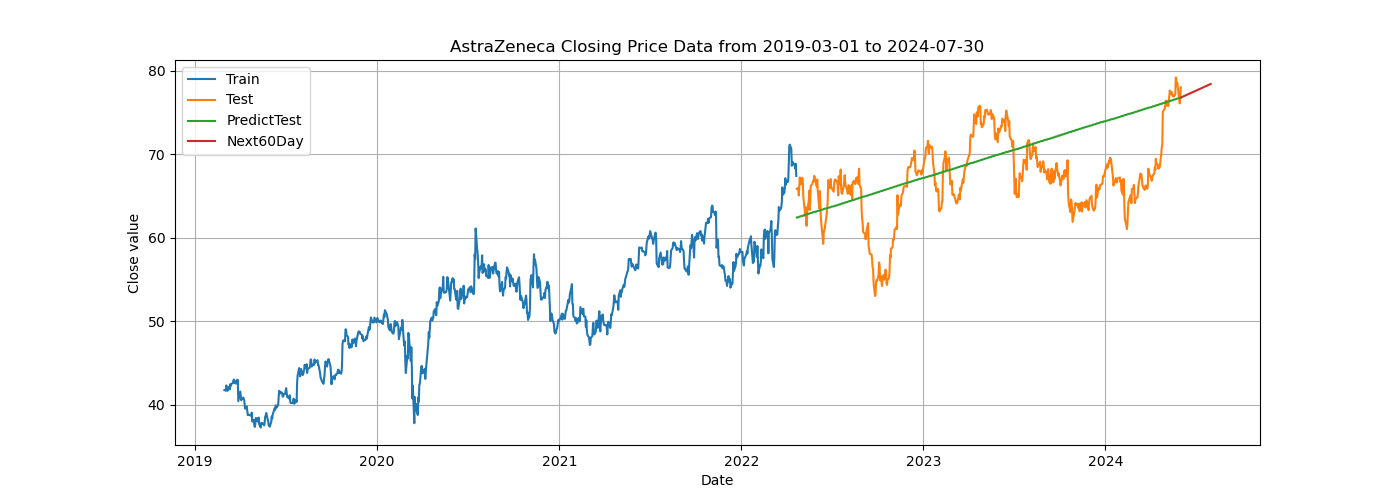 AstraZeneca Closing Price Data from 2019-03-01 to 2024-07-30
Train
Test
PredictTest
Next60Day
Close value
80
70
60
50
40
2019
2020
2021
2022
2023
2024
Date